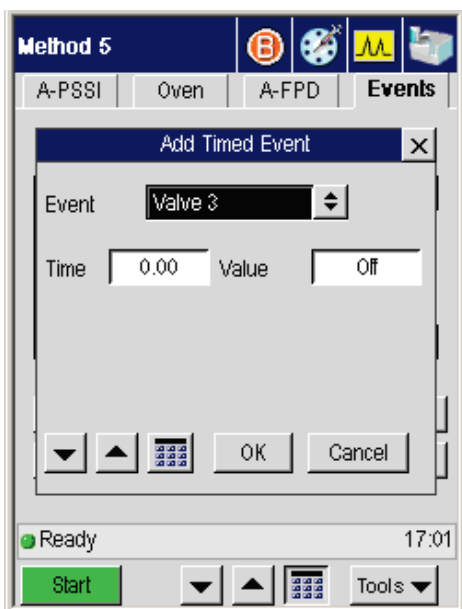 Method 5 B
A-PSSI Oven A-FPD Events
Add Timed Event X
Event Valve 3
Time 0.00 Value Off
OK Cancel
Ready 17:01
Start Tools